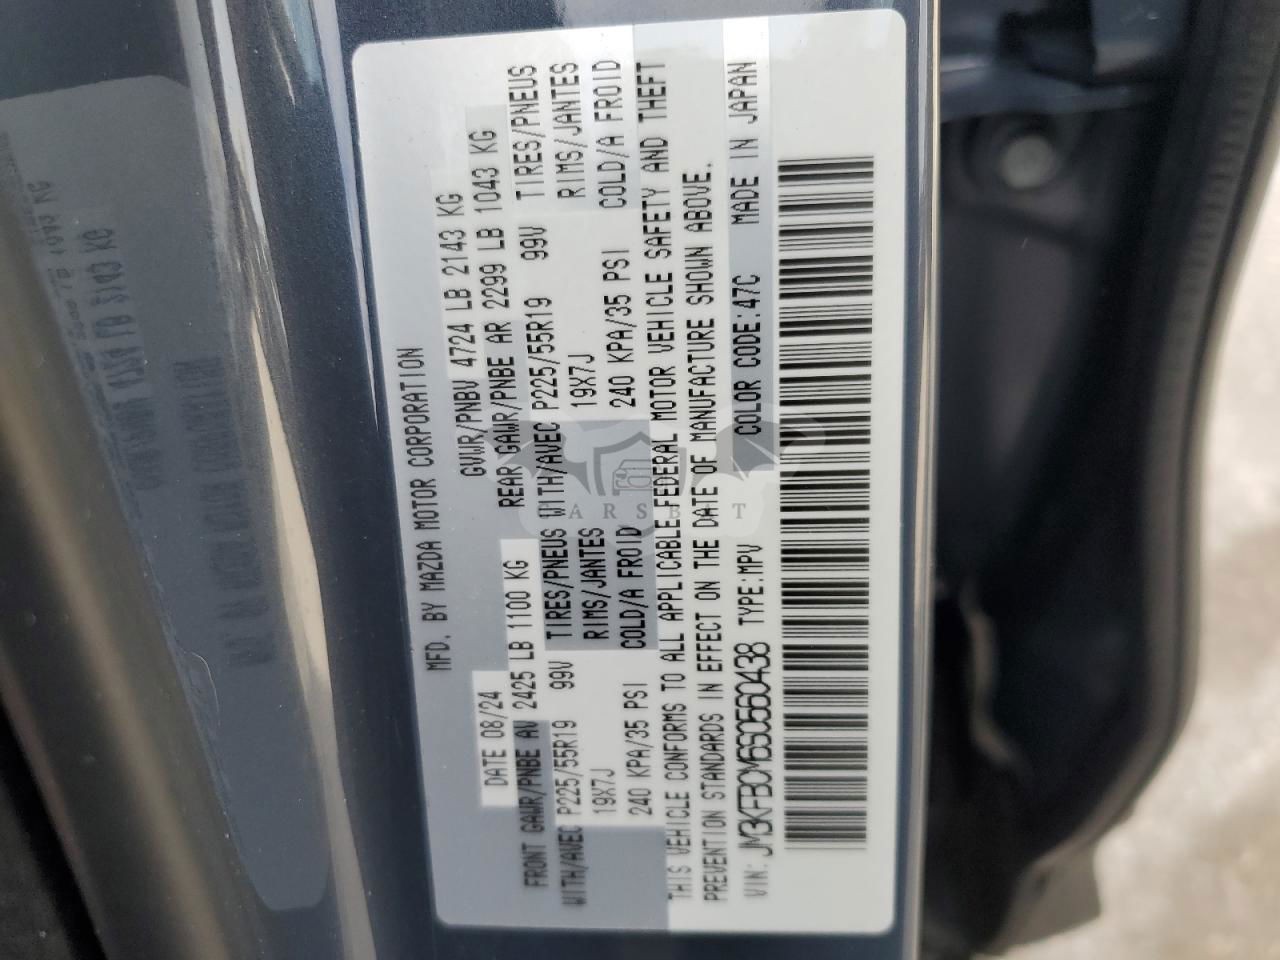 MFD. BY MAZDA MOTOR CORPORATION
DATE 08/24 GVWR/PNBV 4724 LB 2143 KG
FRONT GAWR/PNBE AV 2425 LB 1100 KG REAR GAWR/PNBE AR 2299 LB 1043 KG
WITH/AVEC P225/55R19 99V TIRES/PNEUS WITH/AVEC P225/55R19 99V TIRES/PNEUS
19X7J RIMS/JANTES 19X7J RIMS/JANTES
240 KPA/35 PSI COLD/A FROID 240 KPA/35 PSI COLD/A FROID
THIS VEHICLE CONFORMS TO ALL APPLICABLE FEDERAL MOTOR VEHICLE SAFETY AND THEFT
PREVENTION STANDARDS IN EFFECT ON THE DATE OF MANUFACTURE SHOWN ABOVE.
VIN: JM3KFBCM6S0560438 TYPE:MPV COLOR CODE:47C MADE IN JAPAN
CARSBAT